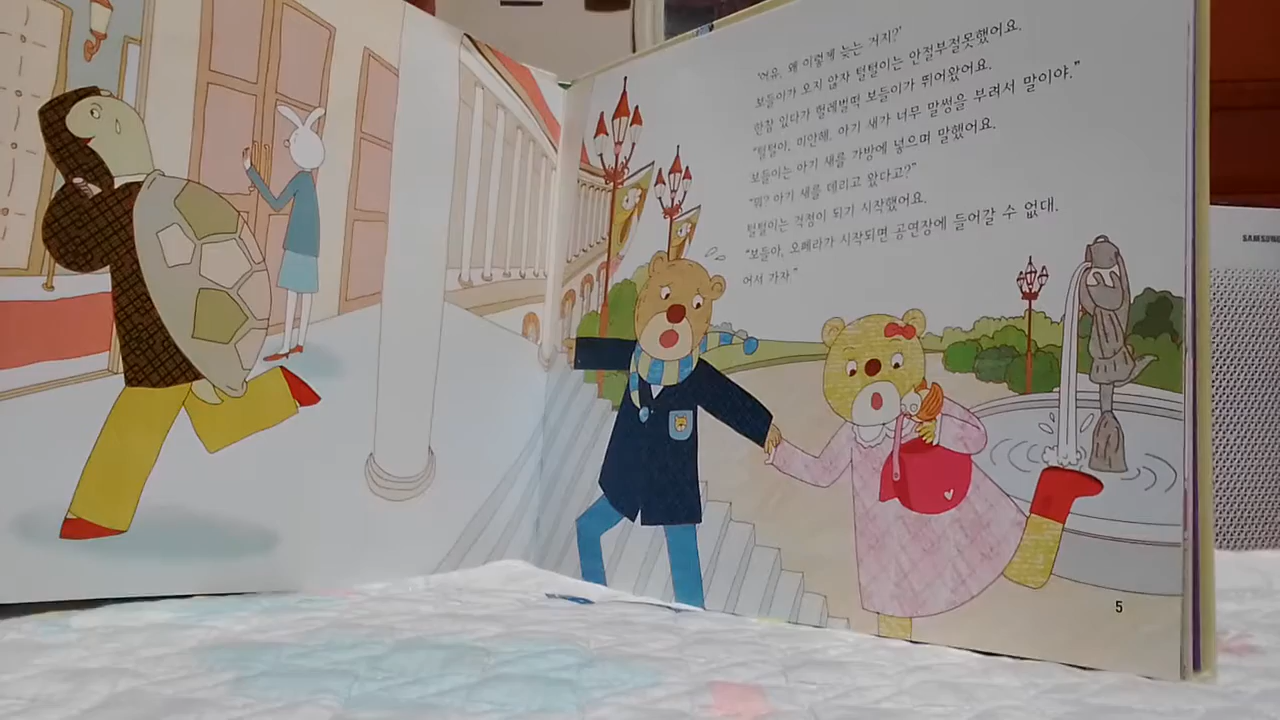 "어유, 왜 이렇게 늦는 거지?"
보들이가 오지 않자 털털이는 안절부절못했어요.
한참 있다가 헐레벌떡 보들이가 뛰어왔어요.
"털털아, 미안해. 아기 새가 너무 말썽을 부려서 말이야."
보들이는 아기 새를 가방에 넣으며 말했어요.
"뭐? 아기 새를 데리고 왔다고?"
털털이는 걱정이 되기 시작했어요.
"보들아, 오페라가 시작되면 공연장에 들어갈 수 없대.
어서 가자."
SAMSUNG
5